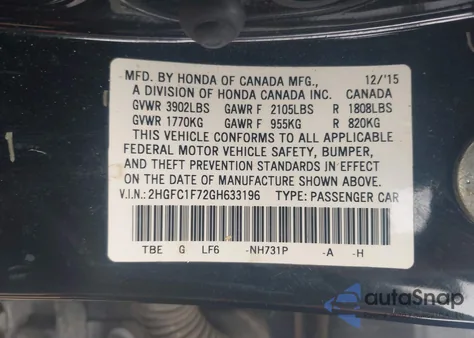 MFD. BY HONDA OF CANADA MFG., 12/'15
A DIVISION OF HONDA CANADA INC. CANADA
GVWR 3902LBS GAWR F 2105LBS R 1808LBS
GVWR 1770KG GAWR F 955KG R 820KG
THIS VEHICLE CONFORMS TO ALL APPLICABLE
FEDERAL MOTOR VEHICLE SAFETY, BUMPER,
AND THEFT PREVENTION STANDARDS IN EFFECT
ON THE DATE OF MANUFACTURE SHOWN ABOVE.
V.I.N.: 2HGFC1F72GH633196 TYPE: PASSENGER CAR
TBE G LF6 -NH731P -A -H
autoSnap